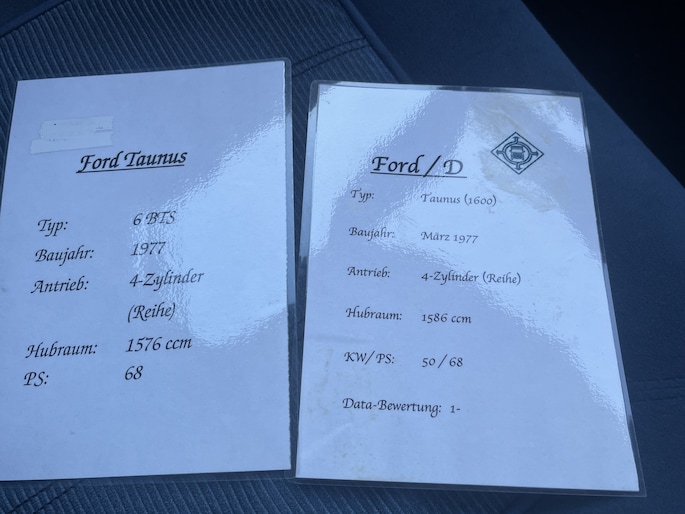 Ford Taunus
Typ: 6 BTS
Baujahr: 1977
Antrieb: 4-Zylinder
(Reihe)
Hubraum: 1576 ccm
PS: 68
Ford / D
Typ: Taunus (1600)
Baujahr: März 1977
Antrieb: 4-Zylinder (Reihe)
Hubraum: 1586 ccm
KW/PS: 50 / 68
Data-Bewertung: 1-